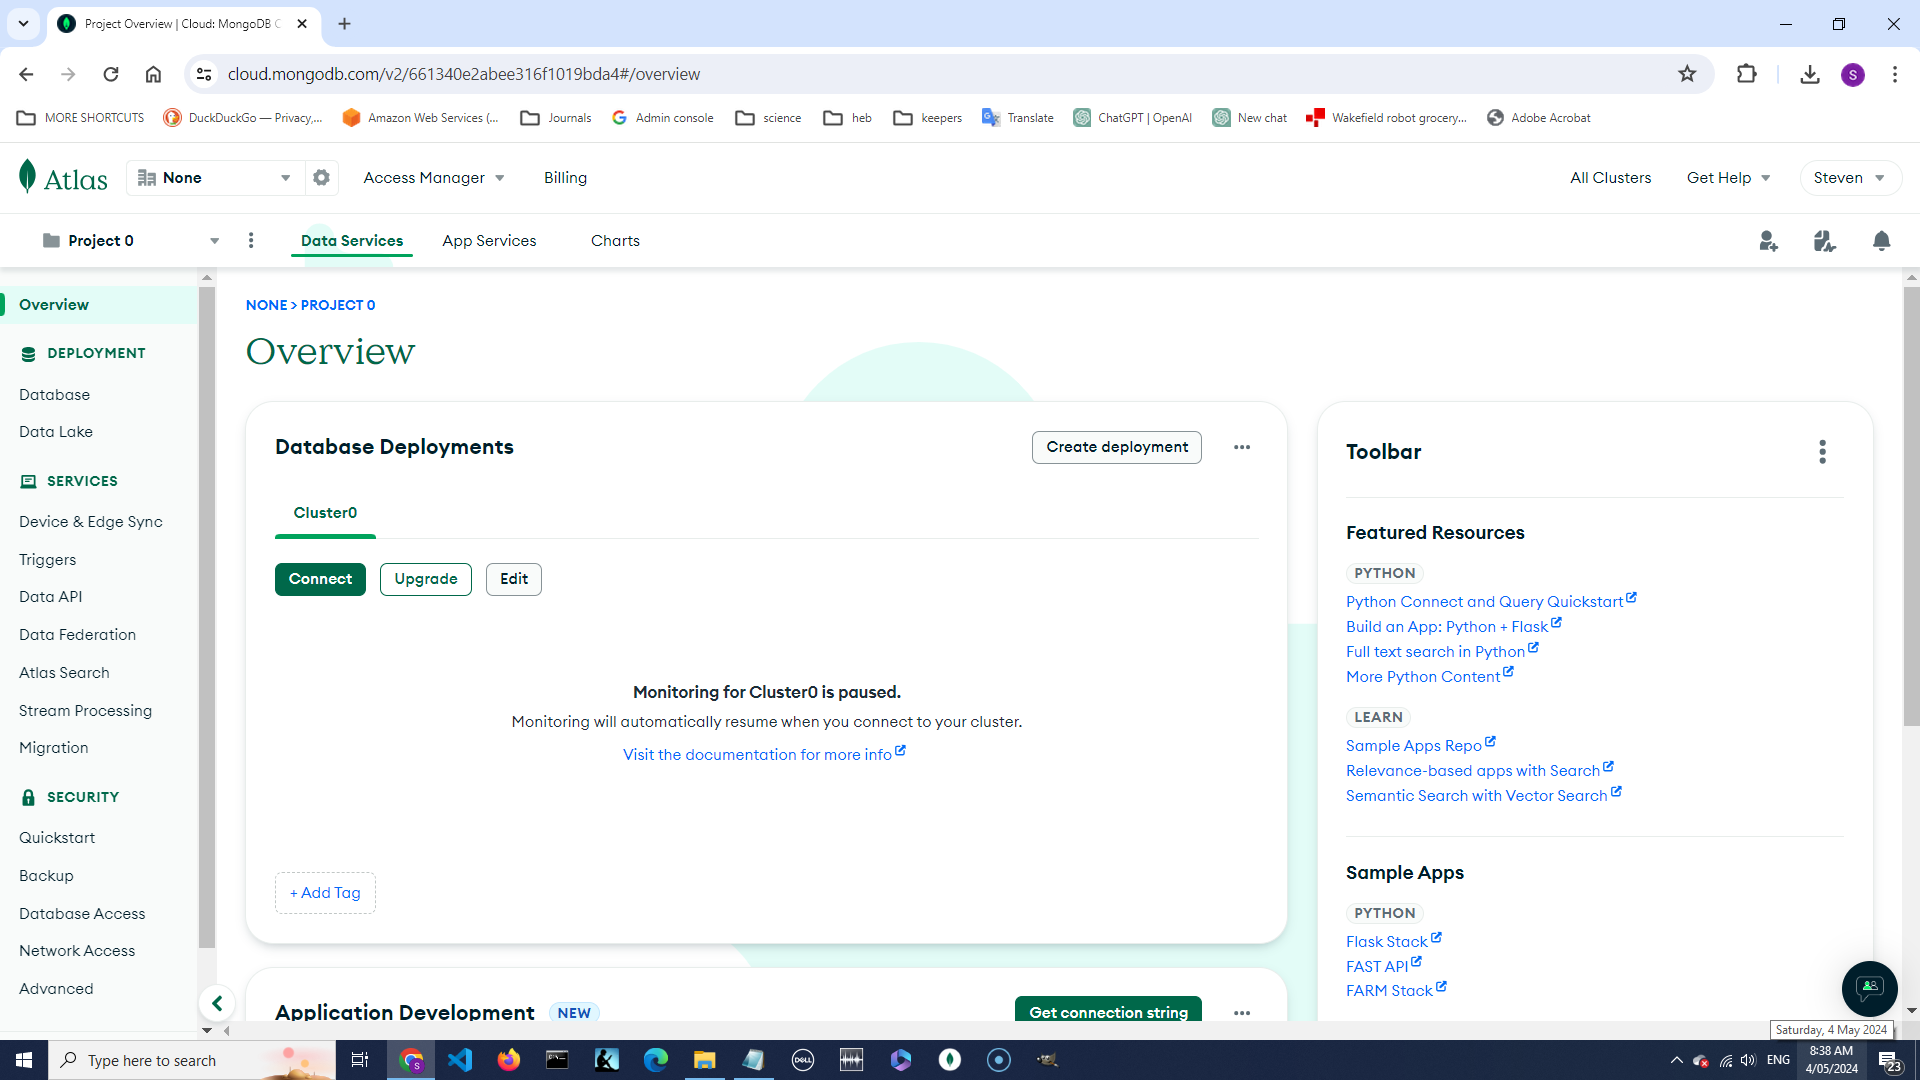 Project Overview | Cloud: MongoDB C
cloud.mongodb.com/v2/661340e2abee316f1019bda4#/overview
S
MORE SHORTCUTS
DuckDuckGo — Privacy,...
Amazon Web Services (...
Journals
Admin console
science
heb
keepers
Translate
ChatGPT | OpenAI
New chat
Wakefield robot grocery...
Adobe Acrobat
Atlas
None
Access Manager
Billing
All Clusters
Get Help
Steven
Project 0
Data Services
App Services
Charts
Overview
DEPLOYMENT
Database
Data Lake
SERVICES
Device & Edge Sync
Triggers
Data API
Data Federation
Atlas Search
Stream Processing
Migration
SECURITY
Quickstart
Backup
Database Access
Network Access
Advanced
NONE > PROJECT 0
Overview
Database Deployments
Create deployment
Cluster0
Connect
Upgrade
Edit
Monitoring for Cluster0 is paused.
Monitoring will automatically resume when you connect to your cluster.
Visit the documentation for more info
+ Add Tag
Application Development
NEW
Get connection string
Toolbar
Featured Resources
PYTHON
Python Connect and Query Quickstart
Build an App: Python + Flask
Full text search in Python
More Python Content
LEARN
Sample Apps Repo
Relevance-based apps with Search
Semantic Search with Vector Search
Sample Apps
PYTHON
Flask Stack
FAST API
FARM Stack
Saturday, 4 May 2024
Type here to search
S
DELL
ENG
8:38 AM
4/05/2024
23